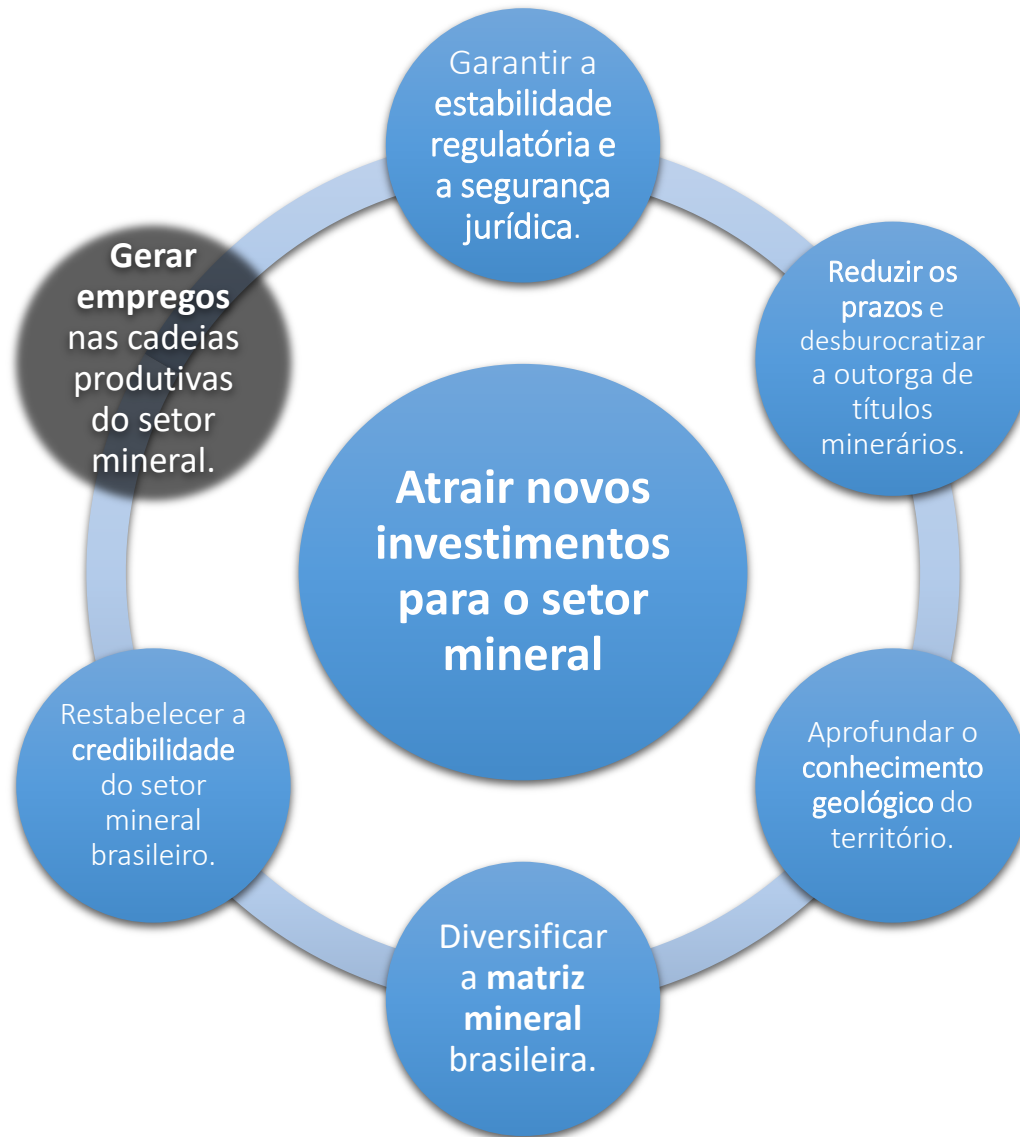 Garantir a
estabilidade
regulatória e
a segurança
jurídica.
Reduzir os
prazos e
desburocratizar
a outorga de
títulos
minerários.
Aprofundar o
conhecimento
geológico do
território.
Diversificar
a matriz
mineral
brasileira.
Restabelecer a
credibilidade
do setor
mineral
brasileiro.
Gerar
empregos
nas cadeias
produtivas
do setor
mineral.
Atrair novos
investimentos
para o setor
mineral